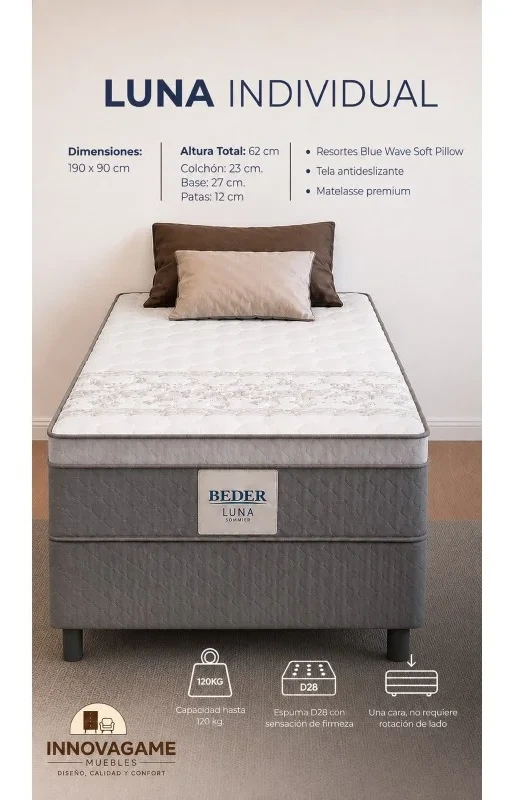 LUNA INDIVIDUAL
Dimensiones:
190 x 90 cm
Altura Total: 62 cm
Colchón: 23 cm.
Base: 27 cm.
Patas: 12 cm
• Resortes Blue Wave Soft Pillow
• Tela antideslizante
• Matelasse premium
BEDER
LUNA
SOMMIER
120KG
Capacidad hasta
120 kg
D28
Espuma D28 con
sensación de firmeza
Una cara, no requiere
rotación de lado
INNOVAGAME
MUEBLES
DISEÑO, CALIDAD Y CONFORT